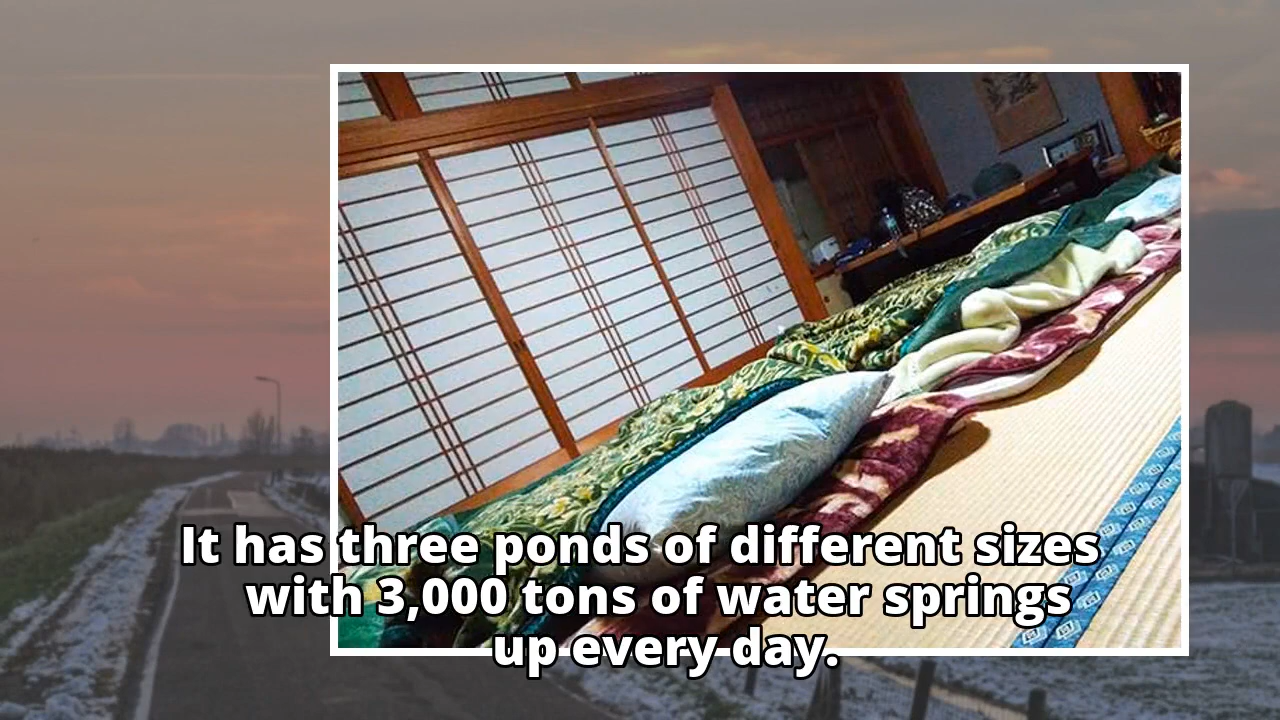 It has three ponds of different sizes
with 3,000 tons of water springs
up every day.